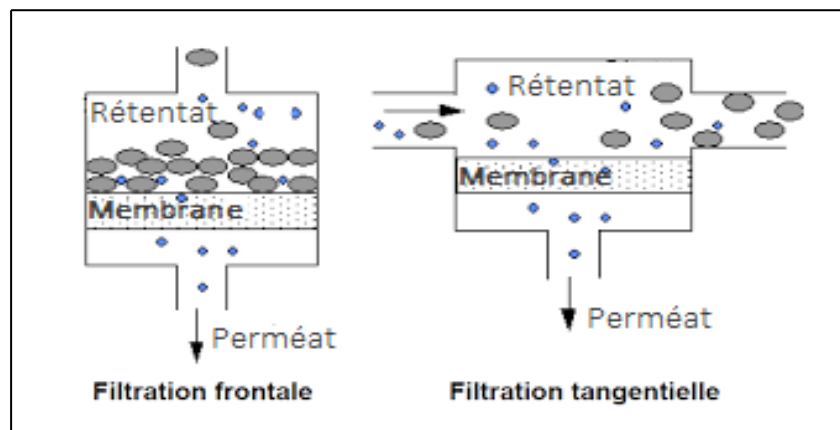 Rétentat
Membrane
Perméat
Filtration frontale
Rétentat
Membrane
Perméat
Filtration tangentielle